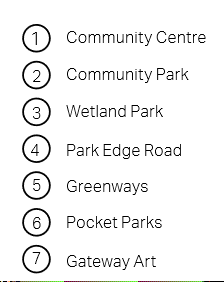 1 Community Centre
2 Community Park
3 Wetland Park
4 Park Edge Road
5 Greenways
6 Pocket Parks
7 Gateway Art